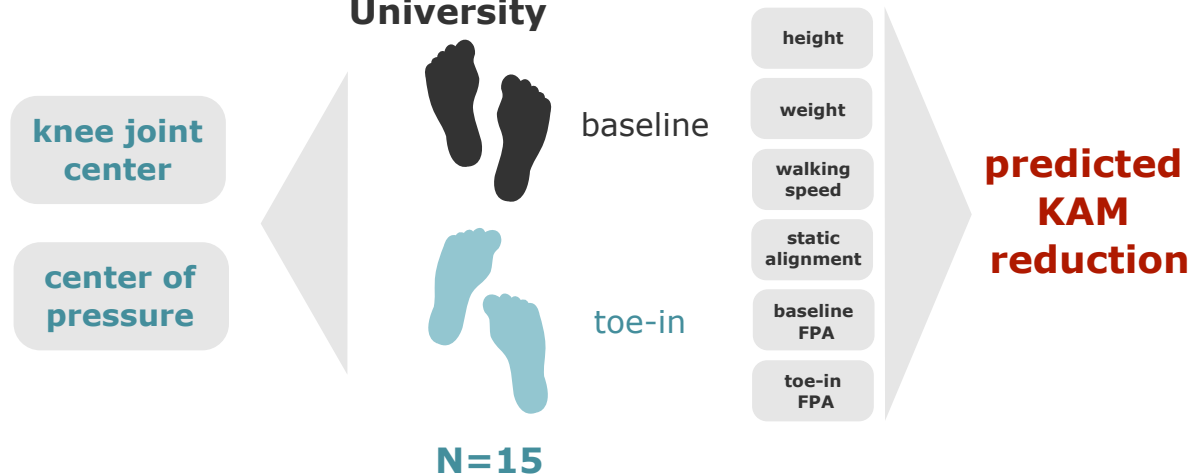 University
knee joint
center
center of
pressure
baseline
toe-in
N=15
height
weight
walking
speed
static
alignment
baseline
FPA
toe-in
FPA
predicted
KAM
reduction